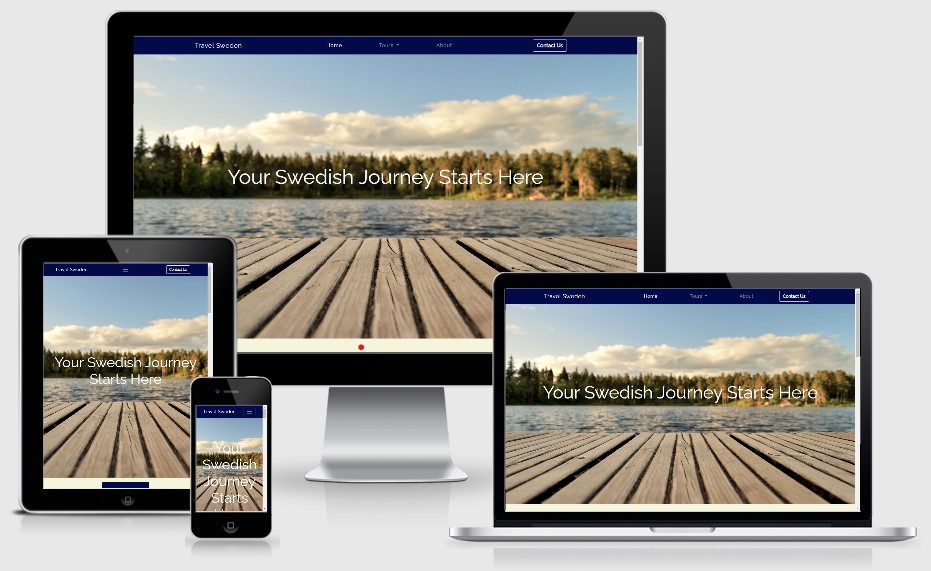 Travel Sweden Home Tours About Contact Us
Your Swedish Journey Starts Here
Travel Sweden Contact Us
Your Swedish Journey
Starts Here
Travel Sweden
Your
Swedish
Journey
Starts
Travel Sweden Home Tours About Contact Us
Your Swedish Journey Starts Here